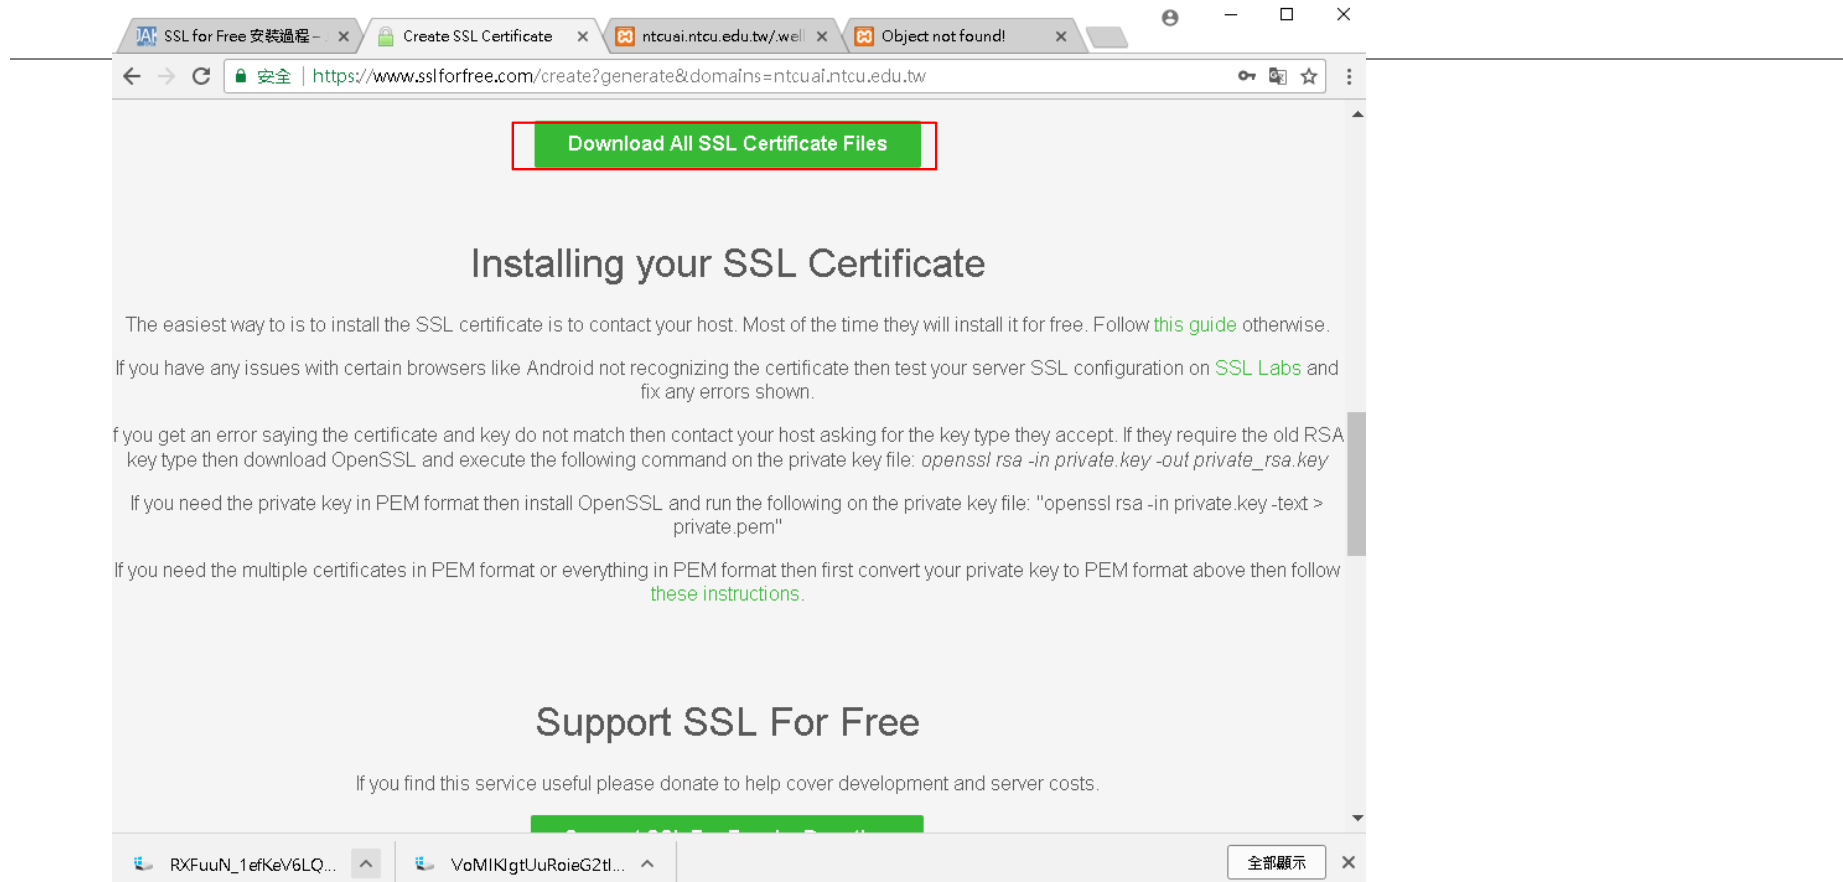 SSL for Free 安裝過程 –
Create SSL Certificate
ntcuai.ntcu.edu.tw/.well
Object not found!
安全 | https://www.sslforfree.com/create?generate&domains=ntcuai.ntcu.edu.tw
Download All SSL Certificate Files
Installing your SSL Certificate
The easiest way to is to install the SSL certificate is to contact your host. Most of the time they will install it for free. Follow this guide otherwise.
If you have any issues with certain browsers like Android not recognizing the certificate then test your server SSL configuration on SSL Labs and
fix any errors shown.
f you get an error saying the certificate and key do not match then contact your host asking for the key type they accept. If they require the old RSA
key type then download OpenSSL and execute the following command on the private key file: openssl rsa -in private.key -out private_rsa.key
If you need the private key in PEM format then install OpenSSL and run the following on the private key file: "openssl rsa -in private.key -text >
private.pem"
If you need the multiple certificates in PEM format or everything in PEM format then first convert your private key to PEM format above then follow
these instructions.
Support SSL For Free
If you find this service useful please donate to help cover development and server costs.
RXFuuN_1efKeV6LQ...
VoMIKIgtUuRoieG2tI...
全部顯示